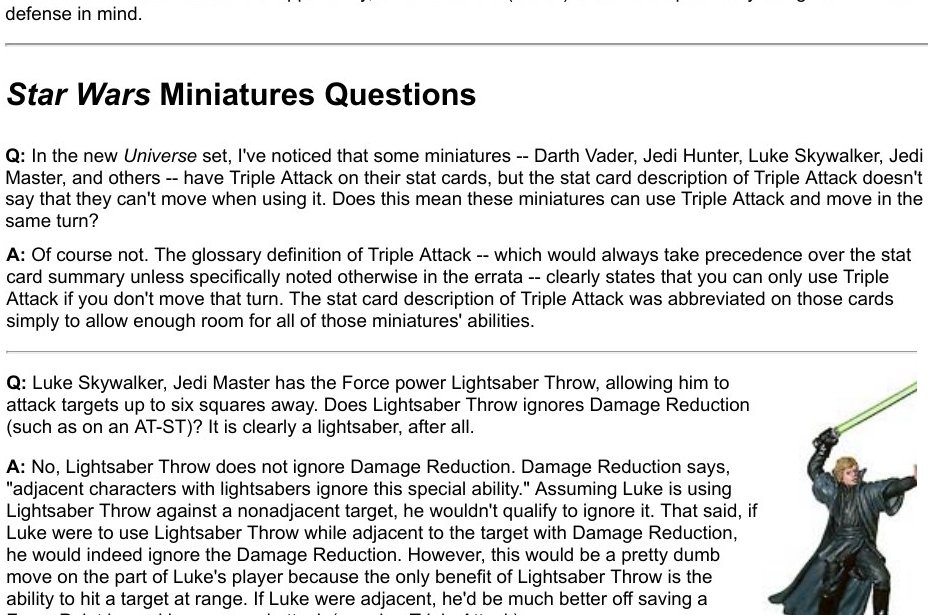 defense in mind.
Star Wars Miniatures Questions
Q: In the new Universe set, I've noticed that some miniatures -- Darth Vader, Jedi Hunter, Luke Skywalker, Jedi
Master, and others -- have Triple Attack on their stat cards, but the stat card description of Triple Attack doesn't
say that they can't move when using it. Does this mean these miniatures can use Triple Attack and move in the
same turn?
A: Of course not. The glossary definition of Triple Attack -- which would always take precedence over the stat
card summary unless specifically noted otherwise in the errata -- clearly states that you can only use Triple
Attack if you don't move that turn. The stat card description of Triple Attack was abbreviated on those cards
simply to allow enough room for all of those miniatures' abilities.
Q: Luke Skywalker, Jedi Master has the Force power Lightsaber Throw, allowing him to
attack targets up to six squares away. Does Lightsaber Throw ignores Damage Reduction
(such as on an AT-ST)? It is clearly a lightsaber, after all.
A: No, Lightsaber Throw does not ignore Damage Reduction. Damage Reduction says,
"adjacent characters with lightsabers ignore this special ability." Assuming Luke is using
Lightsaber Throw against a nonadjacent target, he wouldn't qualify to ignore it. That said, if
Luke were to use Lightsaber Throw while adjacent to the target with Damage Reduction,
he would indeed ignore the Damage Reduction. However, this would be a pretty dumb
move on the part of Luke's player because the only benefit of Lightsaber Throw is the
ability to hit a target at range. If Luke were adjacent, he'd be much better off saving a